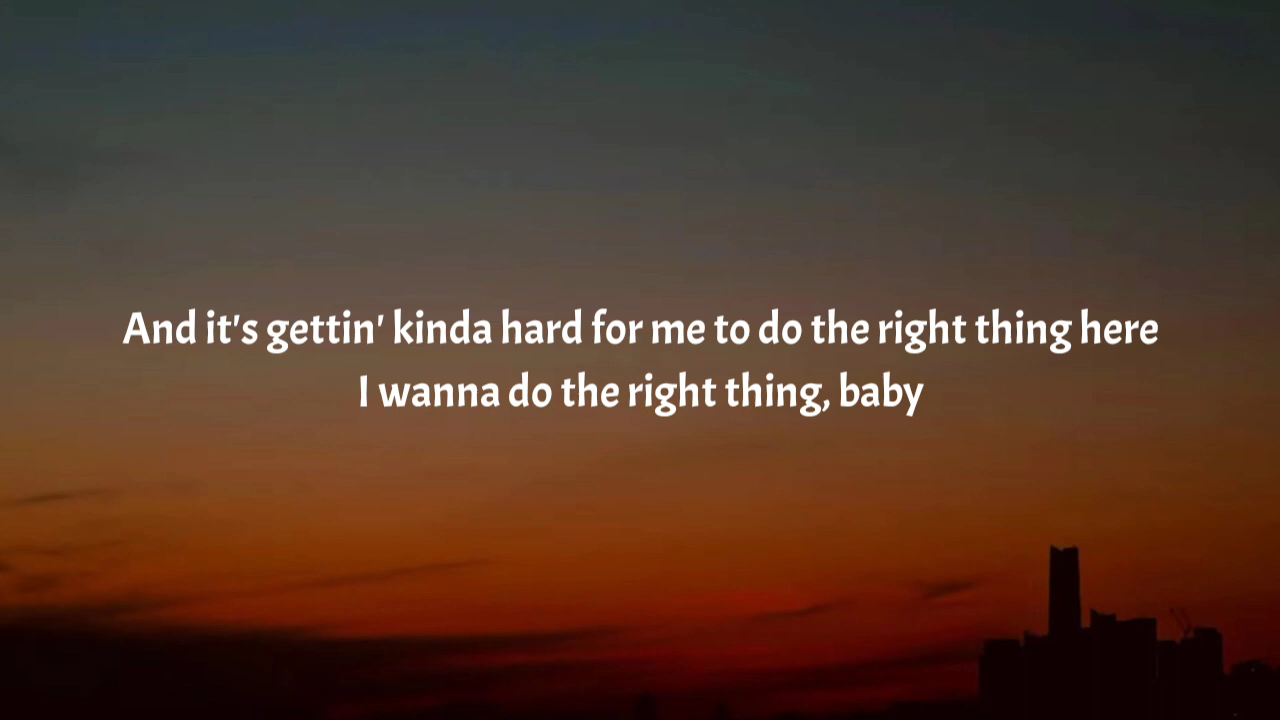 And it's gettin' kinda hard for me to do the right thing here
I wanna do the right thing, baby